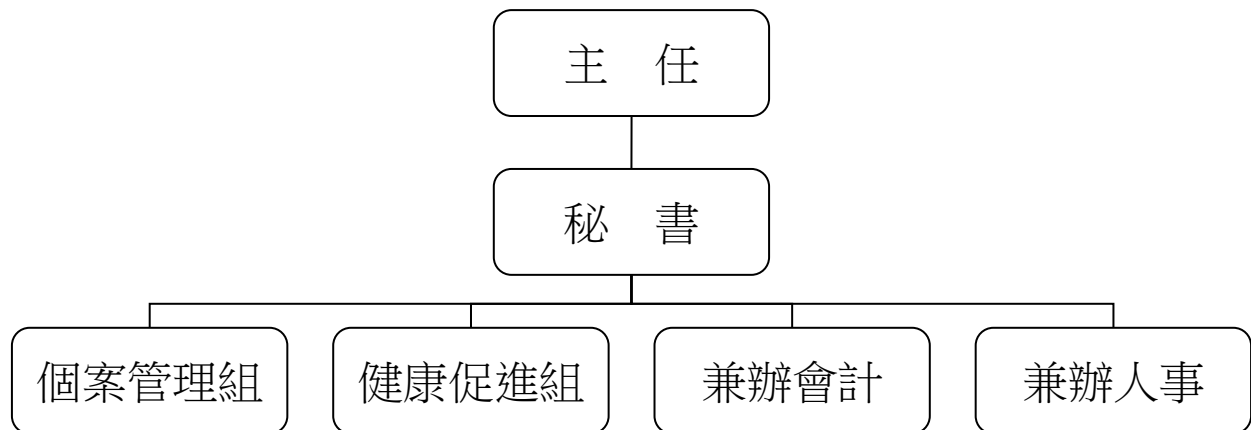 主　任
秘　書
個案管理組
健康促進組
兼辦會計
兼辦人事